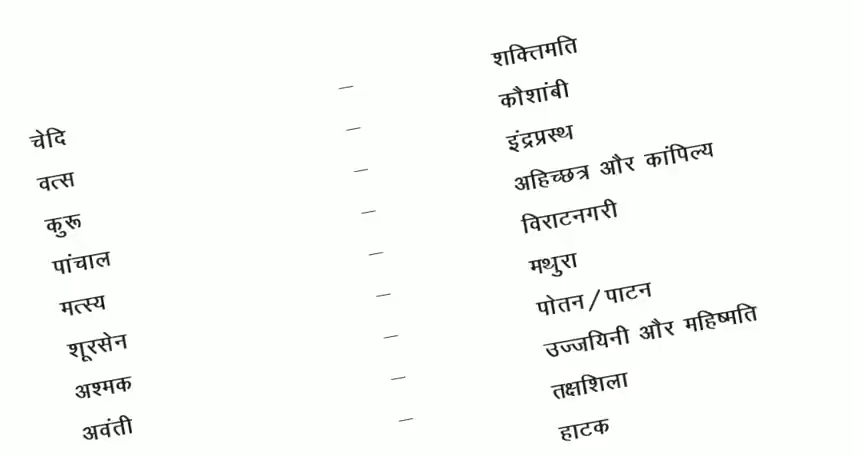 चेदि – शक्तिमति
वत्स – कौशांबी
कुरू – इंद्रप्रस्थ
पांचाल – अहिच्छत्र और कांपिल्य
मत्स्य – विराटनगरी
शूरसेन – मथुरा
अश्मक – पोतन/पाटन
अवंती – उज्जयिनी और महिष्मति
– तक्षशिला
हाटक